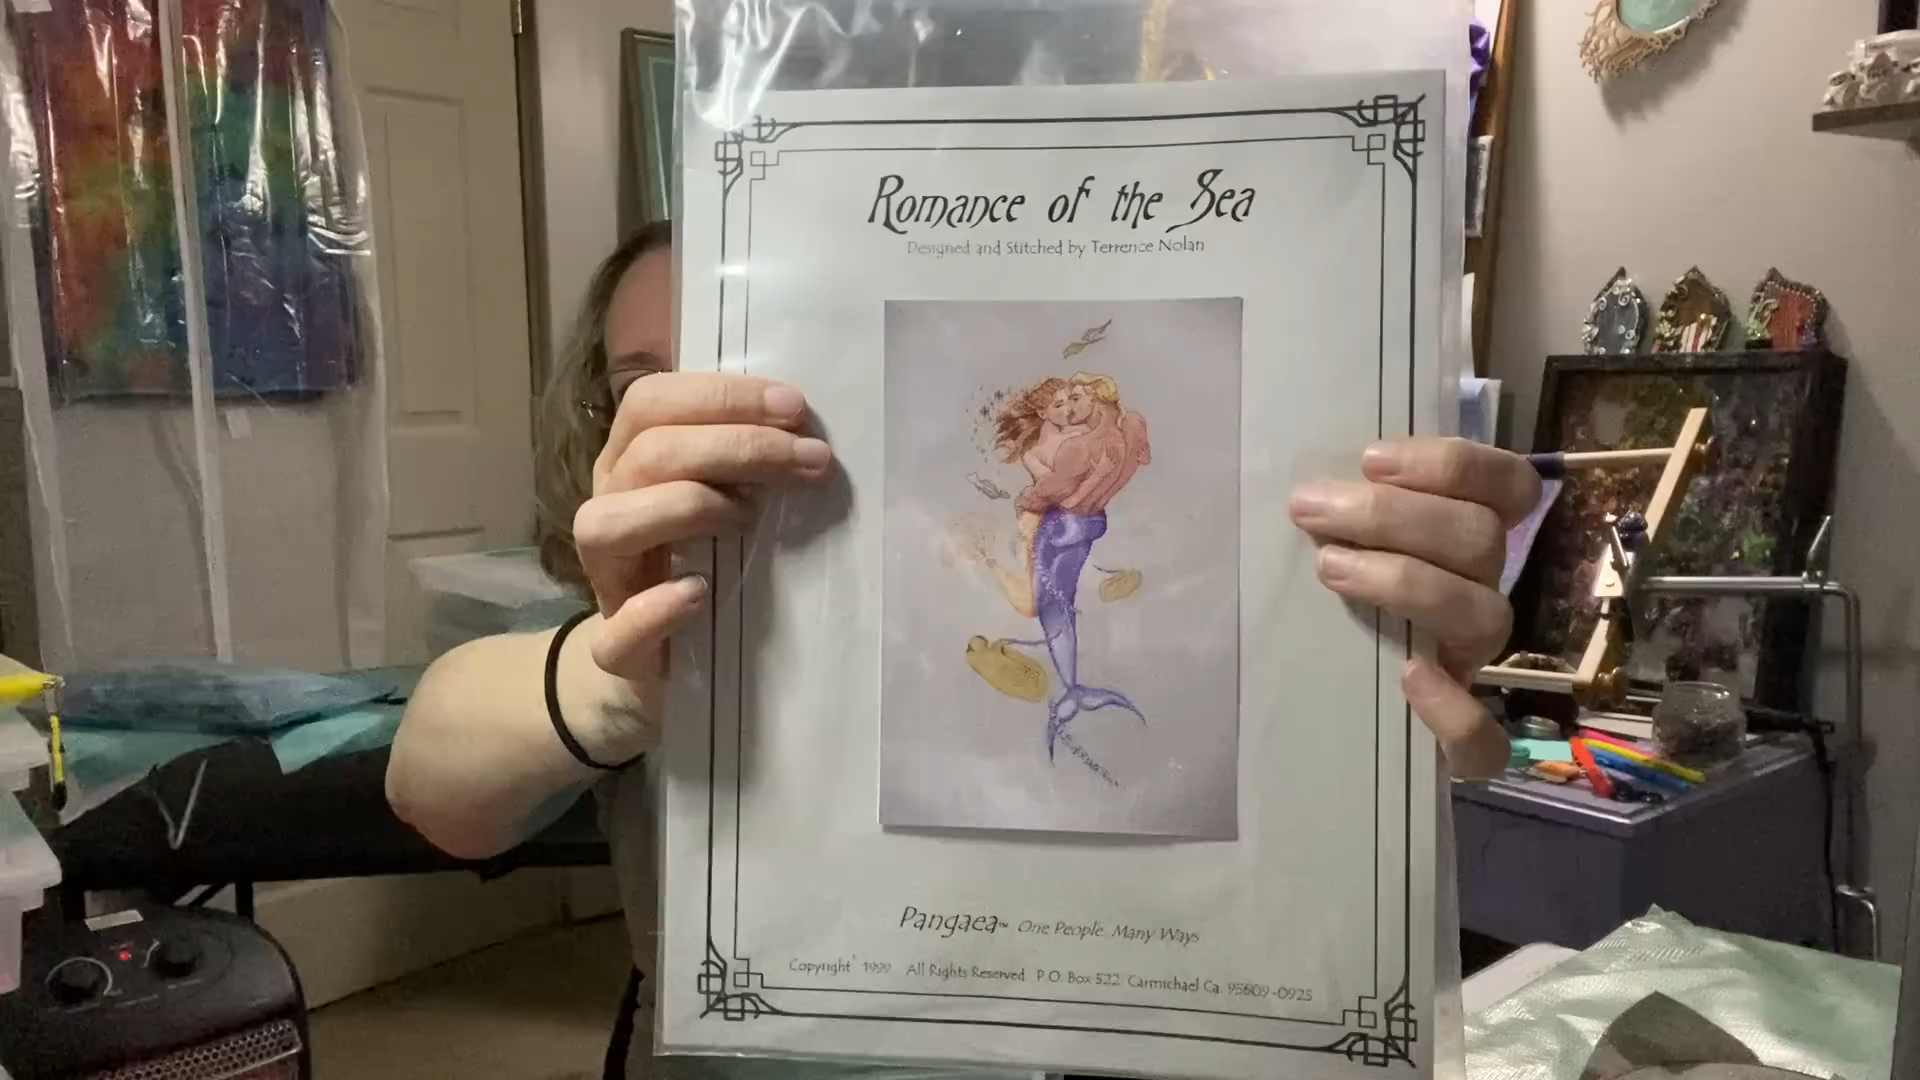 Romance of the Sea
Designed and Stitched by Terrence Nolan
Pangaea™ One People Many Ways
Copyright© 1999 All Rights Reserved P.O. Box 522 Carmichael Ca. 95609-0925